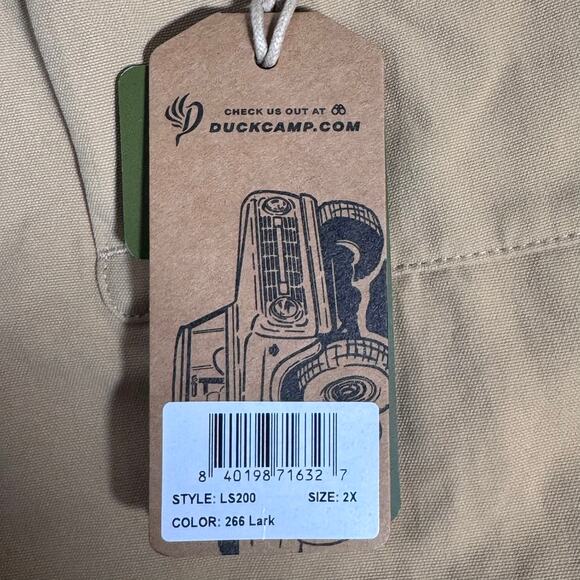 CHECK US OUT AT
DUCKCAMP.COM
8 40198 71632 7
STYLE: LS200 SIZE: 2X
COLOR: 266 Lark